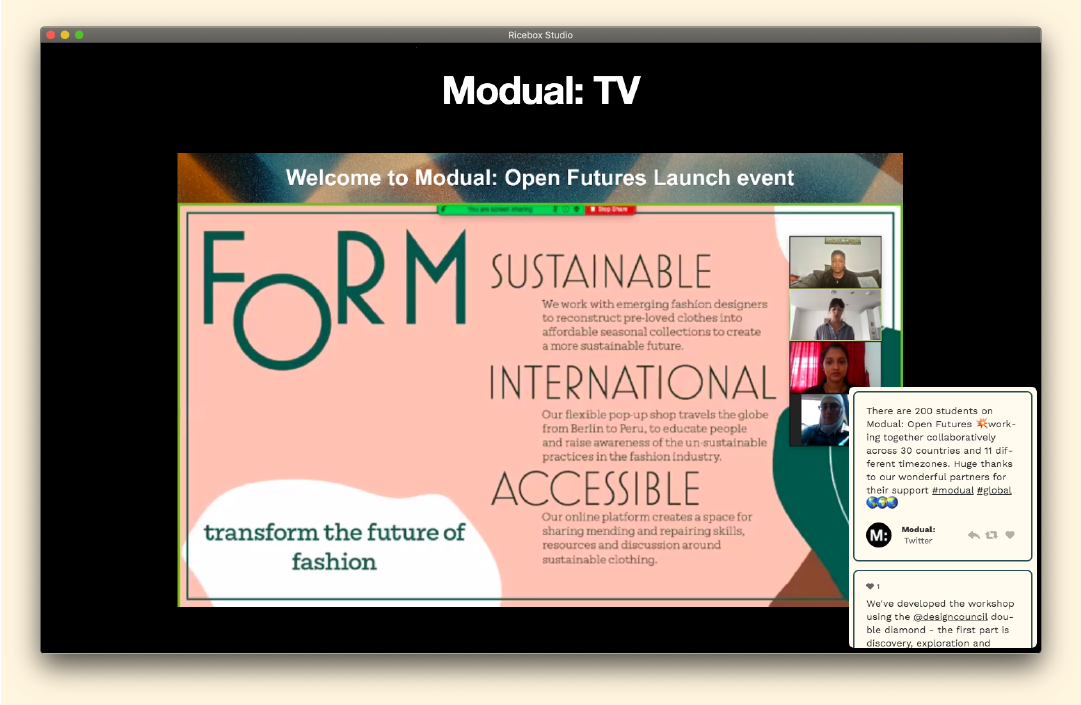 Ricebox Studio
Modual: TV
Welcome to Modual: Open Futures Launch event
You are screen sharing
Stop Share
FORM
SUSTAINABLE
We work with emerging fashion designers
to reconstruct pre-loved clothes into
affordable seasonal collections to create
a more sustainable future.
INTERNATIONAL
Our flexible pop-up shop travels the globe
from Berlin to Peru, to educate people
and raise awareness of the un-sustainable
practices in the fashion industry.
ACCESSIBLE
Our online platform creates a space for
sharing mending and repairing skills,
resources and discussion around
sustainable clothing.
transform the future of
fashion
There are 200 students on
Modual: Open Futures 💥work-
ing together collaboratively
across 30 countries and 11 dif-
ferent timezones. Huge thanks
to our wonderful partners for
their support #modual #global
🌏🌍🌎
M:
Modual:
Twitter
1
We've developed the workshop
using the @designcouncil dou-
ble diamond - the first part is
discovery, exploration and